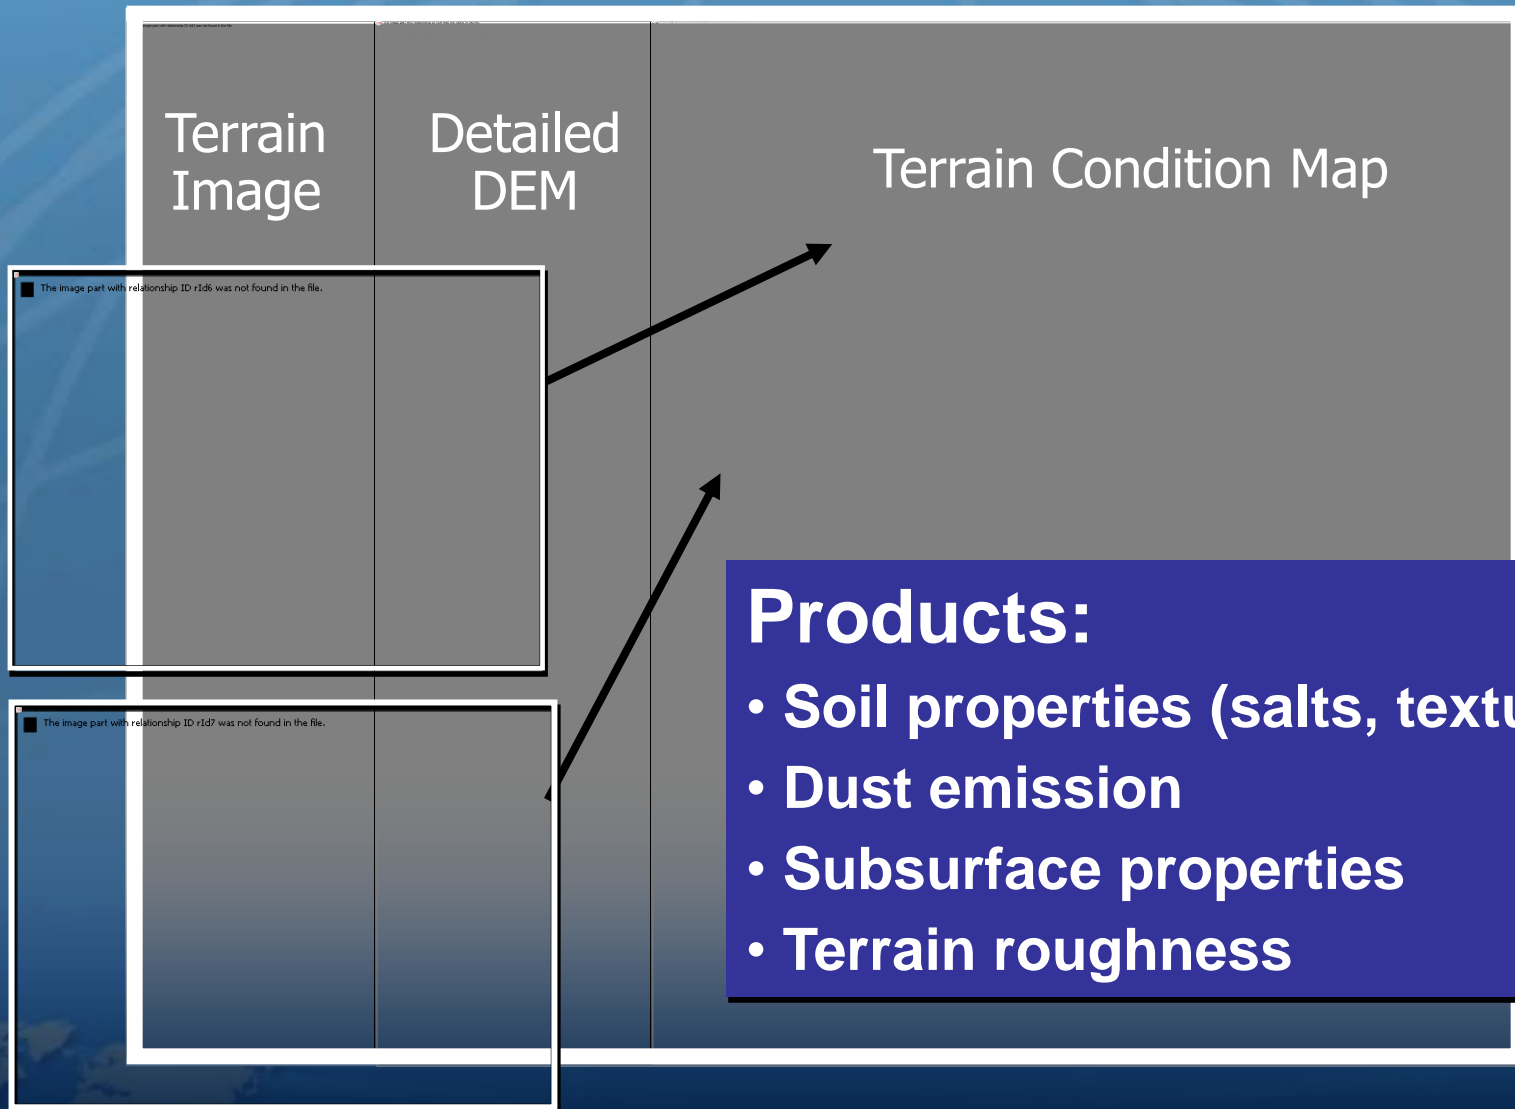 Terrain
Image
Detailed
DEM
Terrain Condition Map
The image part with relationship ID rId6 was not found in the file.
The image part with relationship ID rId7 was not found in the file.
Products:
• Soil properties (salts, textu
• Dust emission
• Subsurface properties
• Terrain roughness